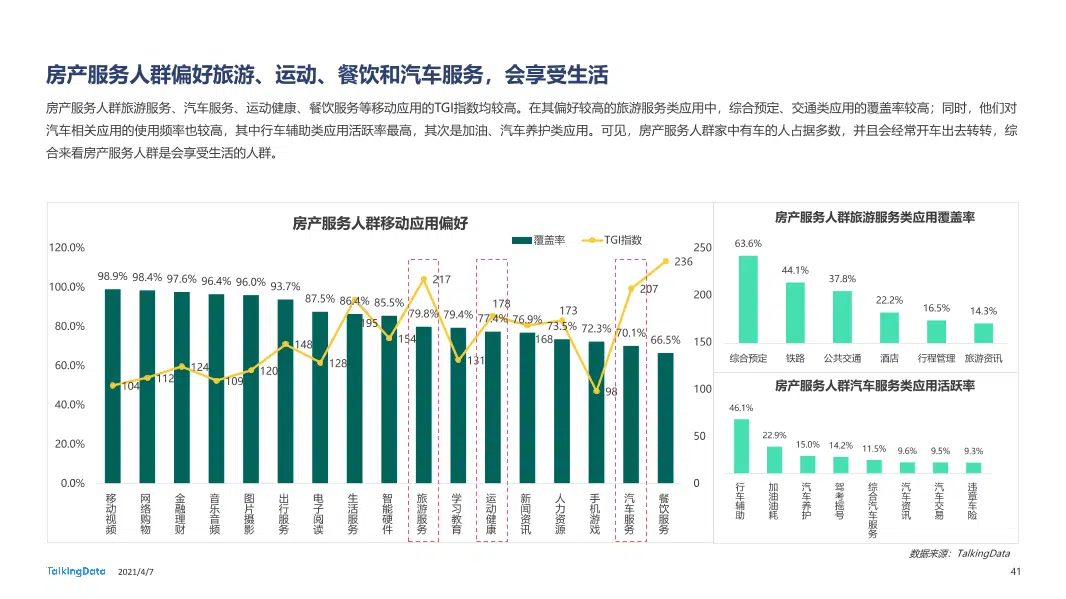 房产服务人群偏好旅游、运动、餐饮和汽车服务，会享受生活
房产服务人群旅游服务、汽车服务、运动健康、餐饮服务等移动应用的TGI指数均较高。在其偏好较高的旅游服务类应用中，综合预定、交通类应用的覆盖率较高；同时，他们对
汽车相关应用的使用频率也较高，其中行车辅助类应用活跃率最高，其次是加油、汽车养护类应用。可见，房产服务人群家中有车的人占据多数，并且会经常开车出去转转，综
合来看房产服务人群是会享受生活的人群。
房产服务人群移动应用偏好
覆盖率 TGI指数
120.0%
100.0%
80.0%
60.0%
40.0%
20.0%
0.0%
98.9% 98.4% 97.6% 96.4% 96.0% 93.7% 87.5% 86.4% 85.5% 79.8% 79.4% 77.4% 76.9% 73.5% 72.3% 70.1% 66.5%
104 112 124 109 120 148 128 195 154 217 131 178 168 173 98 207 236
250
200
150
100
50
0
移动视频
网络购物
金融理财
音乐音频
图片摄影
出行服务
电子阅读
生活服务
智能硬件
旅游服务
学习教育
运动健康
新闻资讯
人力资源
手机游戏
汽车服务
餐饮服务
房产服务人群旅游服务类应用覆盖率
63.6% 44.1% 37.8% 22.2% 16.5% 14.3%
综合预定 铁路 公共交通 酒店 行程管理 旅游资讯
房产服务人群汽车服务类应用活跃率
46.1% 22.9% 15.0% 14.2% 11.5% 9.6% 9.5% 9.3%
行车辅助
加油油耗
汽车养护
驾考摇号
综合汽车服务
汽车资讯
汽车交易
违章车险
数据来源：TalkingData
TalkingData 2021/4/7
41